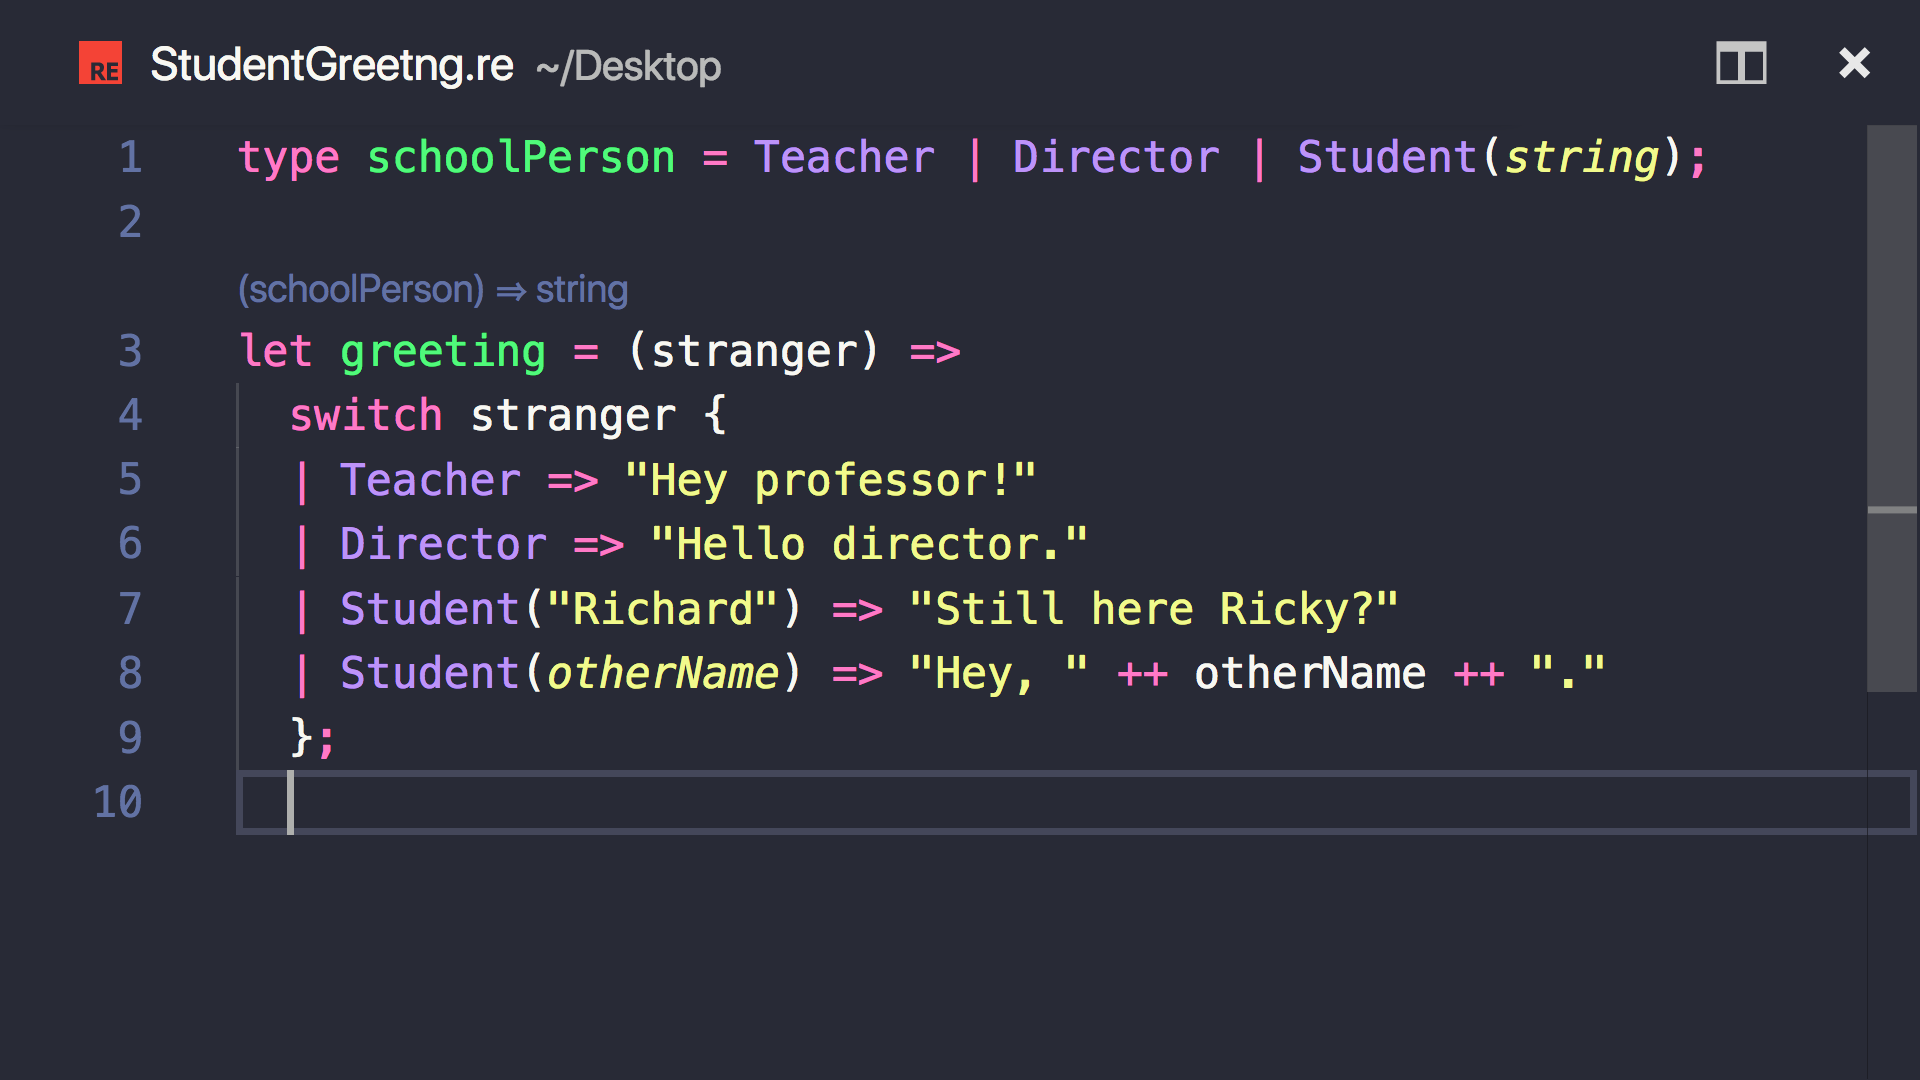 RE StudentGreetng.re ~/Desktop
1 type schoolPerson = Teacher | Director | Student(string);
2
(schoolPerson) => string
3 let greeting = (stranger) =>
4 switch stranger {
5 | Teacher => "Hey professor!"
6 | Director => "Hello director."
7 | Student("Richard") => "Still here Ricky?"
8 | Student(otherName) => "Hey, " ++ otherName ++ "."
9 };
10